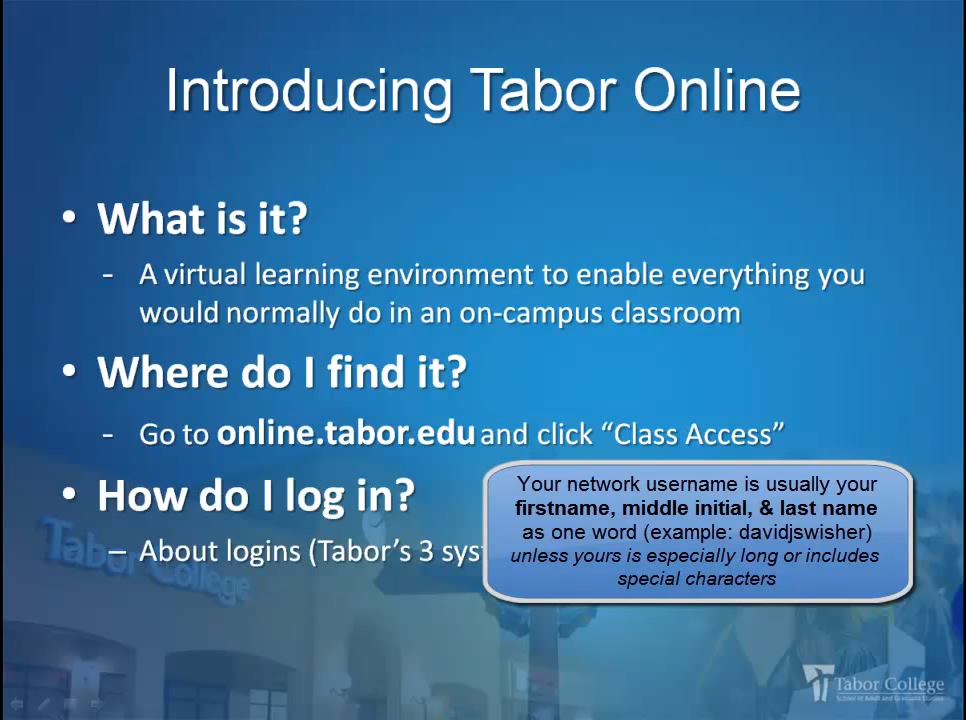 Introducing Tabor Online
• What is it?
- A virtual learning environment to enable everything you
would normally do in an on-campus classroom
• Where do I find it?
- Go to online.tabor.edu and click “Class Access”
• How do I log in?
– About logins (Tabor’s 3
Your network username is usually your
firstname, middle initial, & last name
as one word (example: davidjswisher)
unless yours is especially long or includes
special characters
Tabor College
Tabor College
School of Adult and Graduate Studies